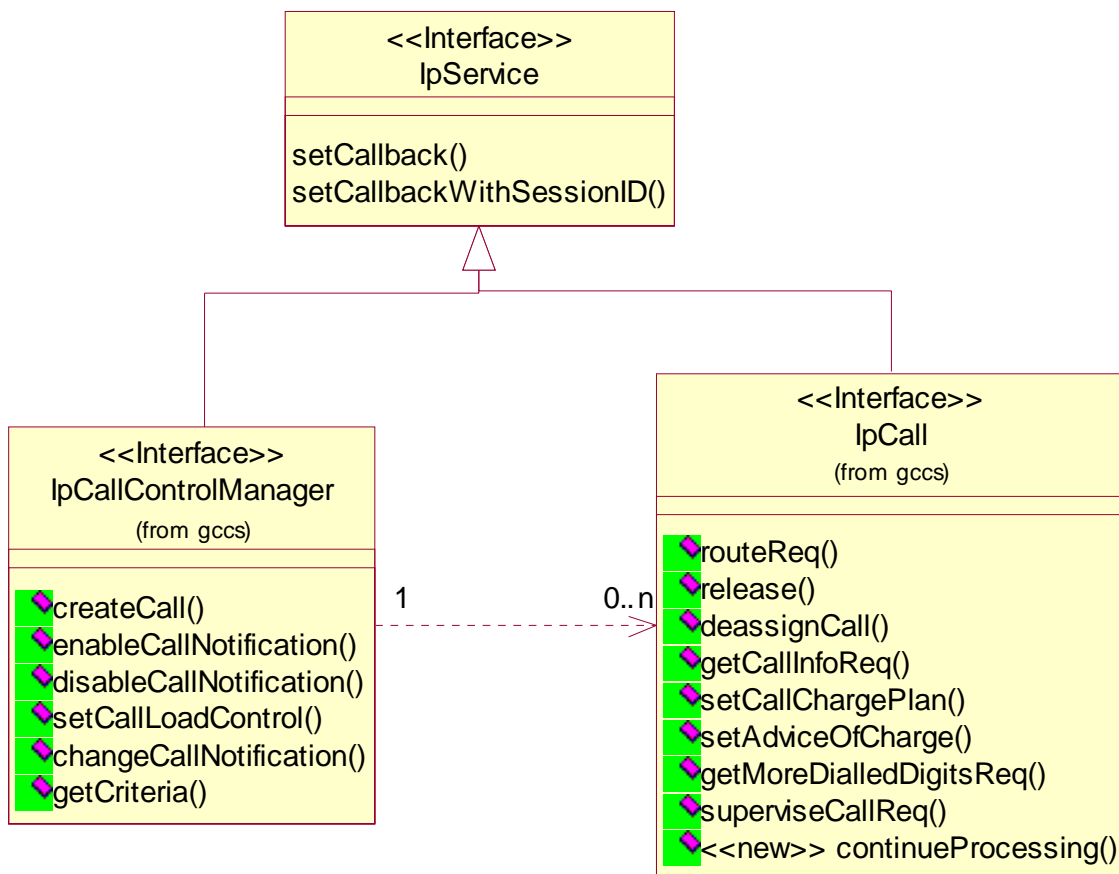 <<Interface>>
IpService
setCallback()
setCallbackWithSessionID()
<<Interface>>
IpCallControlManager
(from gccs)
createCall()
enableCallNotification()
disableCallNotification()
setCallLoadControl()
changeCallNotification()
getCriteria()
1
0..n
<<Interface>>
IpCall
(from gccs)
routeReq()
release()
deassignCall()
getCallInfoReq()
setCallChargePlan()
setAdviceOfCharge()
getMoreDialledDigitsReq()
superviseCallReq()
<<new>> continueProcessing()